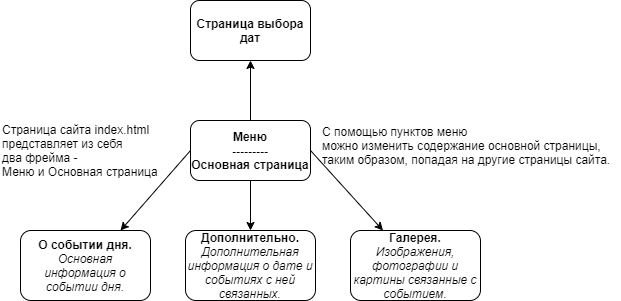 Страница выбора
дат
Страница сайта index.html
представляет из себя
два фрейма -
Меню и Основная страница
Меню
---------
Основная страница
С помощью пунктов меню
можно изменить содержание основной страницы,
таким образом, попадая на другие страницы сайта.
О событии дня.
Основная
информация о
событии дня.
Дополнительно.
Дополнительная
информация о дате и
событиях с ней
связанных.
Галерея.
Изображения,
фотографии и
картины связанные с
событием.